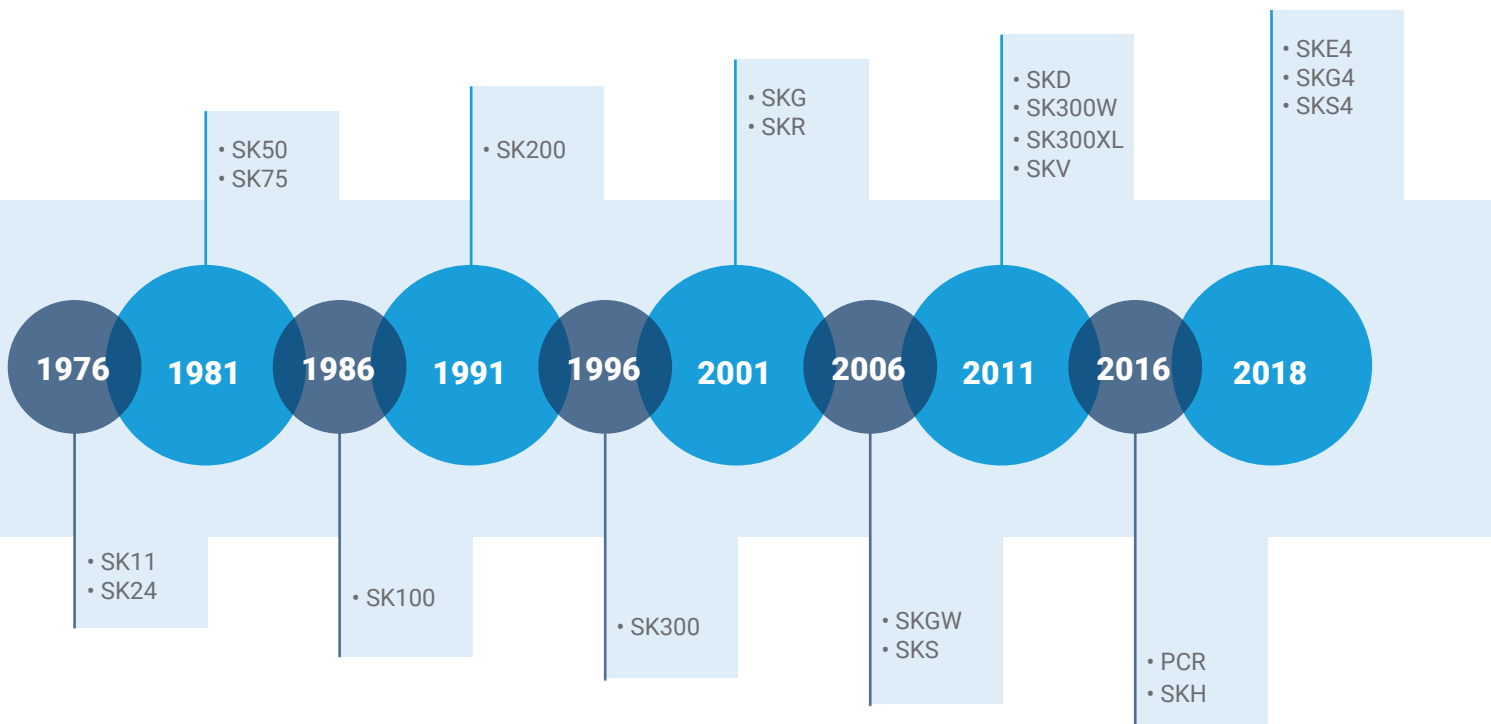 • SKE4
• SKG4
• SKS4
• SKD
• SK300W
• SK300XL
• SKV
• SKG
• SKR
• SK200
• SK50
• SK75
1976
1981
1986
1991
1996
2001
2006
2011
2016
2018
• SK11
• SK24
• SK100
• SK300
• SKGW
• SKS
• PCR
• SKH